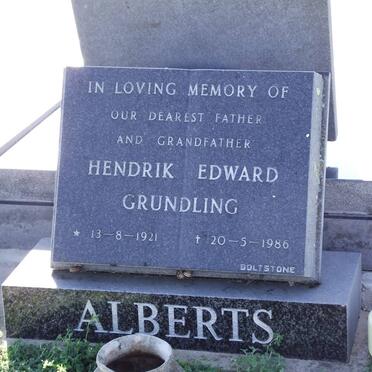 IN LOVING MEMORY OF
OUR DEAREST FATHER
AND GRANDFATHER
HENDRIK EDWARD
GRUNDLING
* 13-8-1921 † 20-5-1986
BOLTSTONE
ALBERTS